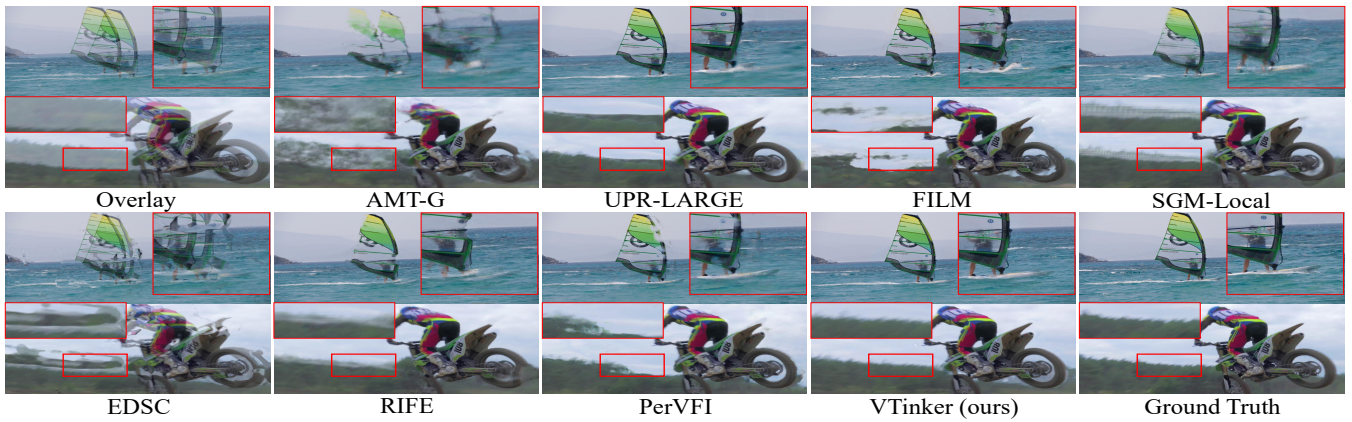 Overlay AMT-G UPR-LARGE FILM SGM-Local
EDSC RIFE PerVFI VTinker (ours) Ground Truth